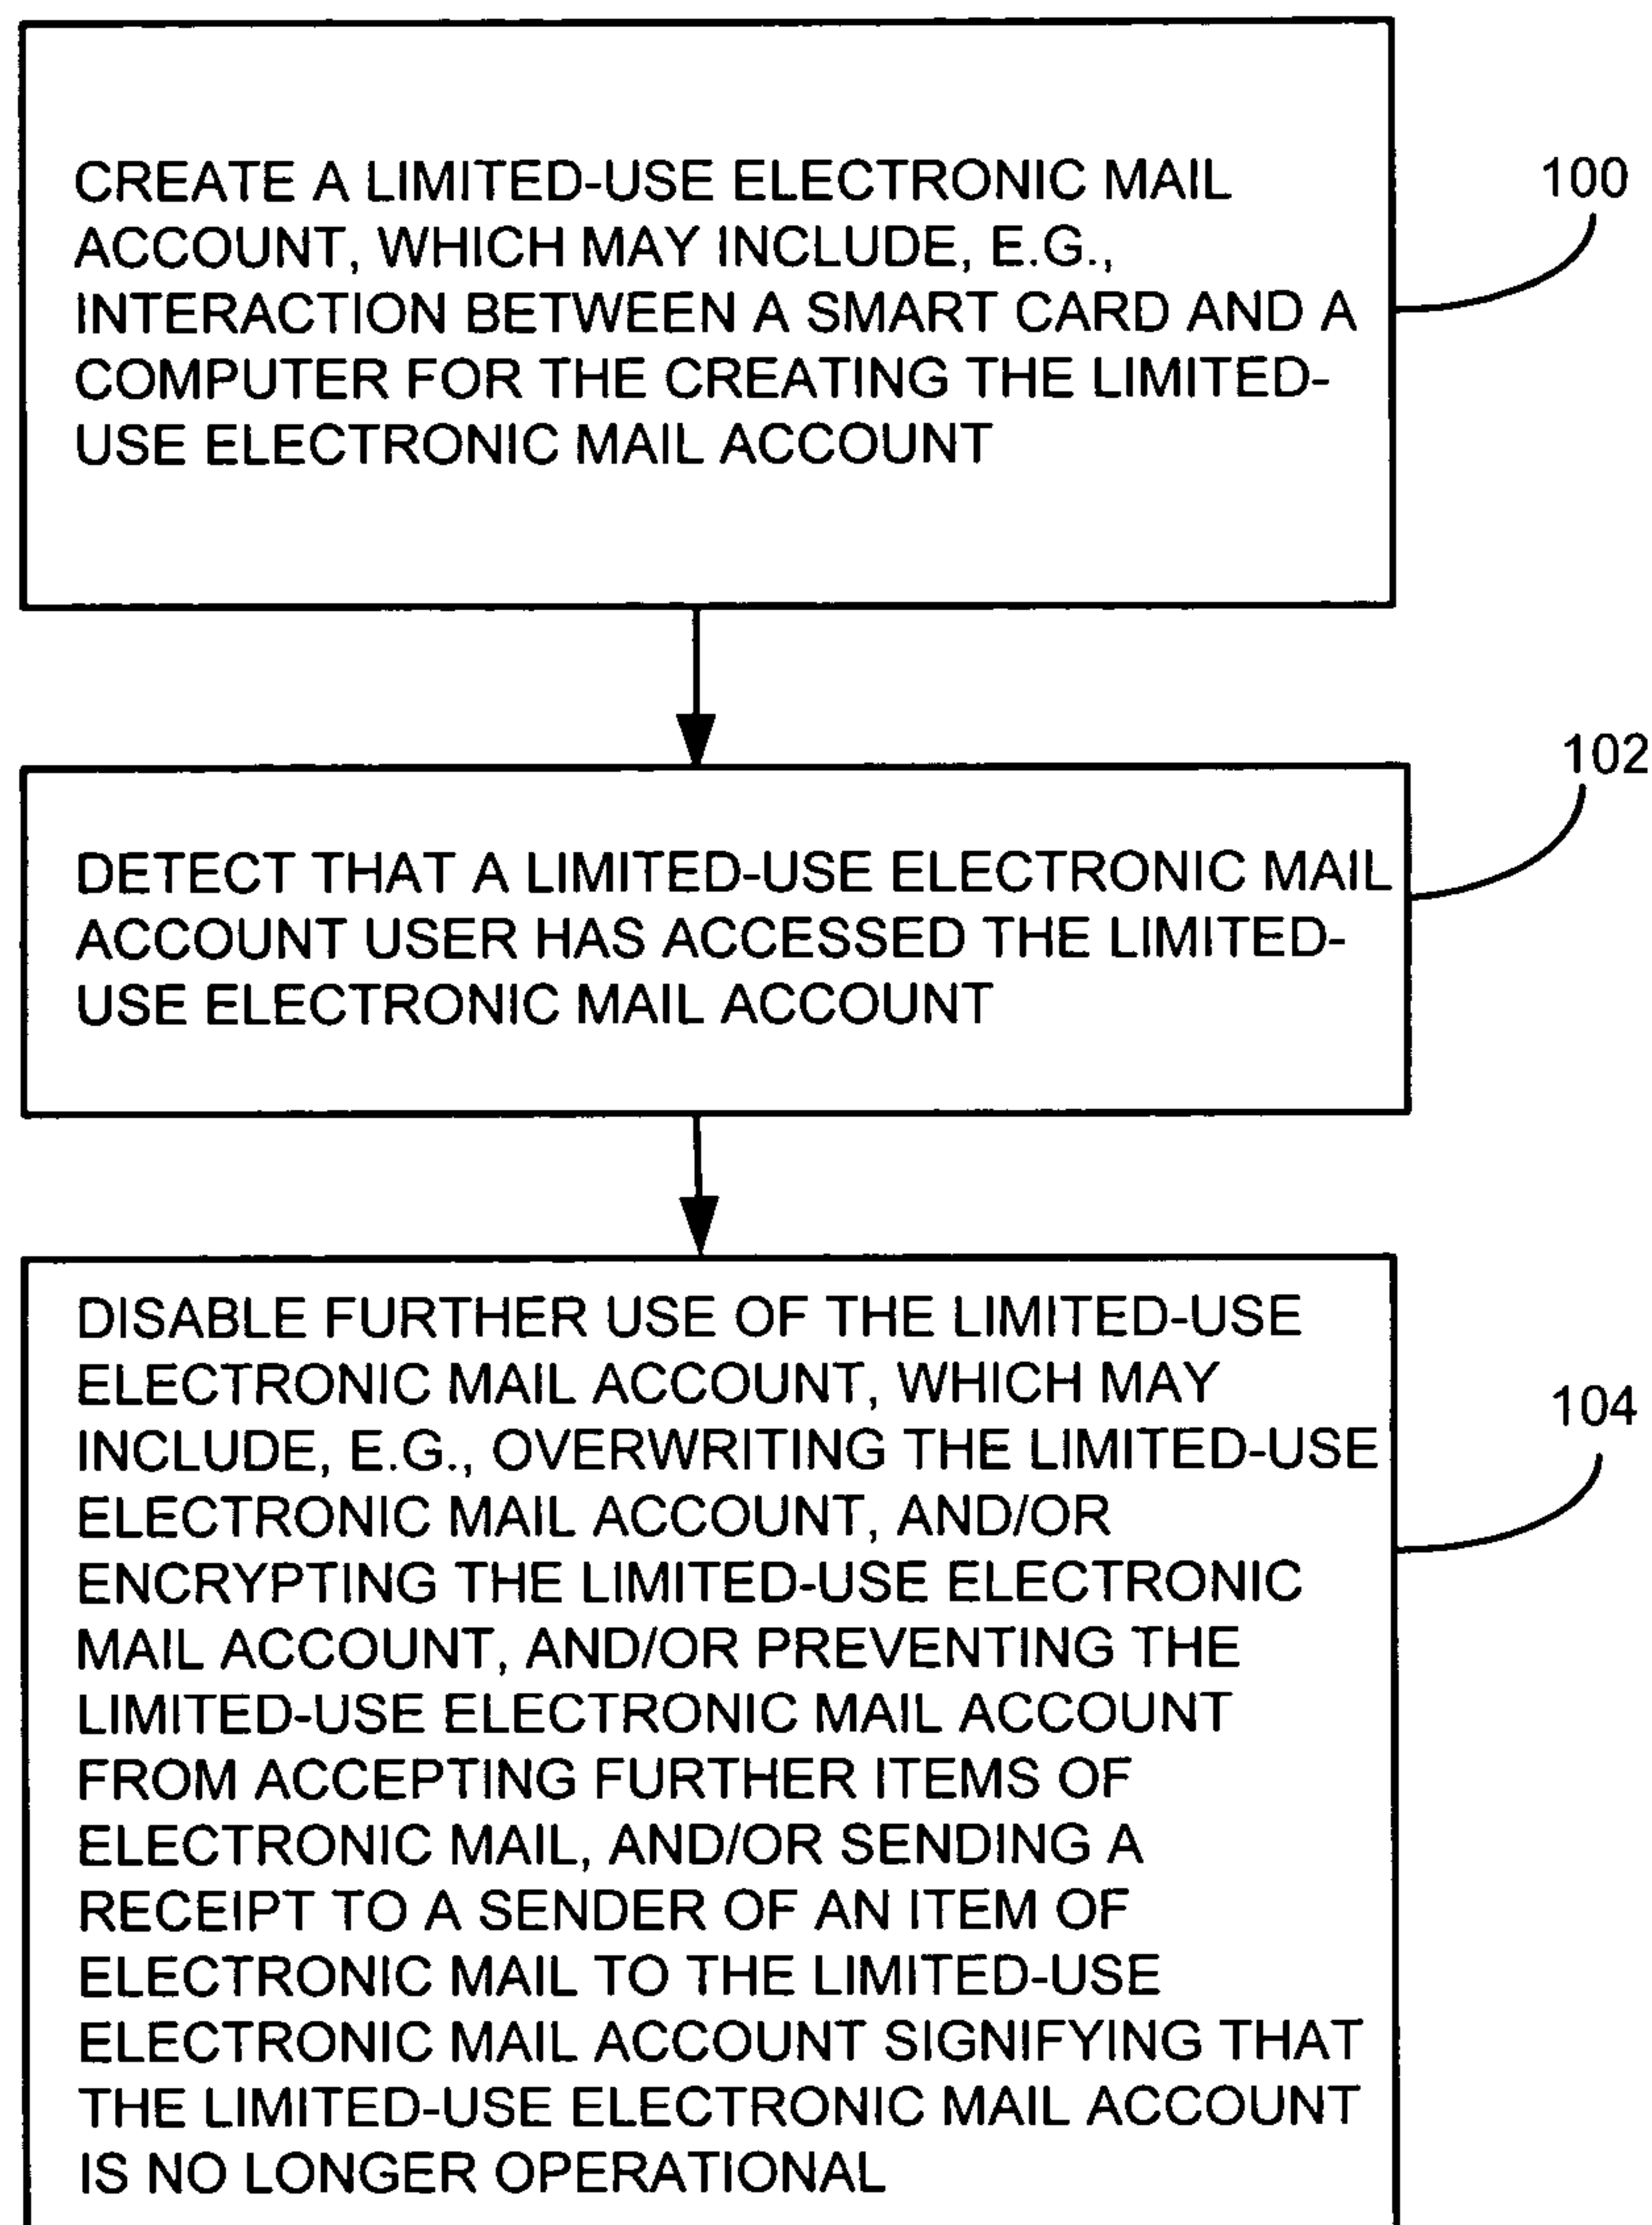 CREATE A LIMITED-USE ELECTRONIC MAIL
ACCOUNT, WHICH MAY INCLUDE, E.G.,
INTERACTION BETWEEN A SMART CARD AND A
COMPUTER FOR THE CREATING THE LIMITED-
USE ELECTRONIC MAIL ACCOUNT
100
102
DETECT THAT A LIMITED-USE ELECTRONIC MAIL
ACCOUNT USER HAS ACCESSED THE LIMITED-
USE ELECTRONIC MAIL ACCOUNT
DISABLE FURTHER USE OF THE LIMITED-USE
ELECTRONIC MAIL ACCOUNT, WHICH MAY
INCLUDE, E.G., OVERWRITING THE LIMITED-USE
ELECTRONIC MAIL ACCOUNT, AND/OR
ENCRYPTING THE LIMITED-USE ELECTRONIC
MAIL ACCOUNT, AND/OR PREVENTING THE
LIMITED-USE ELECTRONIC MAIL ACCOUNT
FROM ACCEPTING FURTHER ITEMS OF
ELECTRONIC MAIL, AND/OR SENDING A
RECEIPT TO A SENDER OF AN ITEM OF
ELECTRONIC MAIL TO THE LIMITED-USE
ELECTRONIC MAIL ACCOUNT SIGNIFYING THAT
THE LIMITED-USE ELECTRONIC MAIL ACCOUNT
IS NO LONGER OPERATIONAL
104